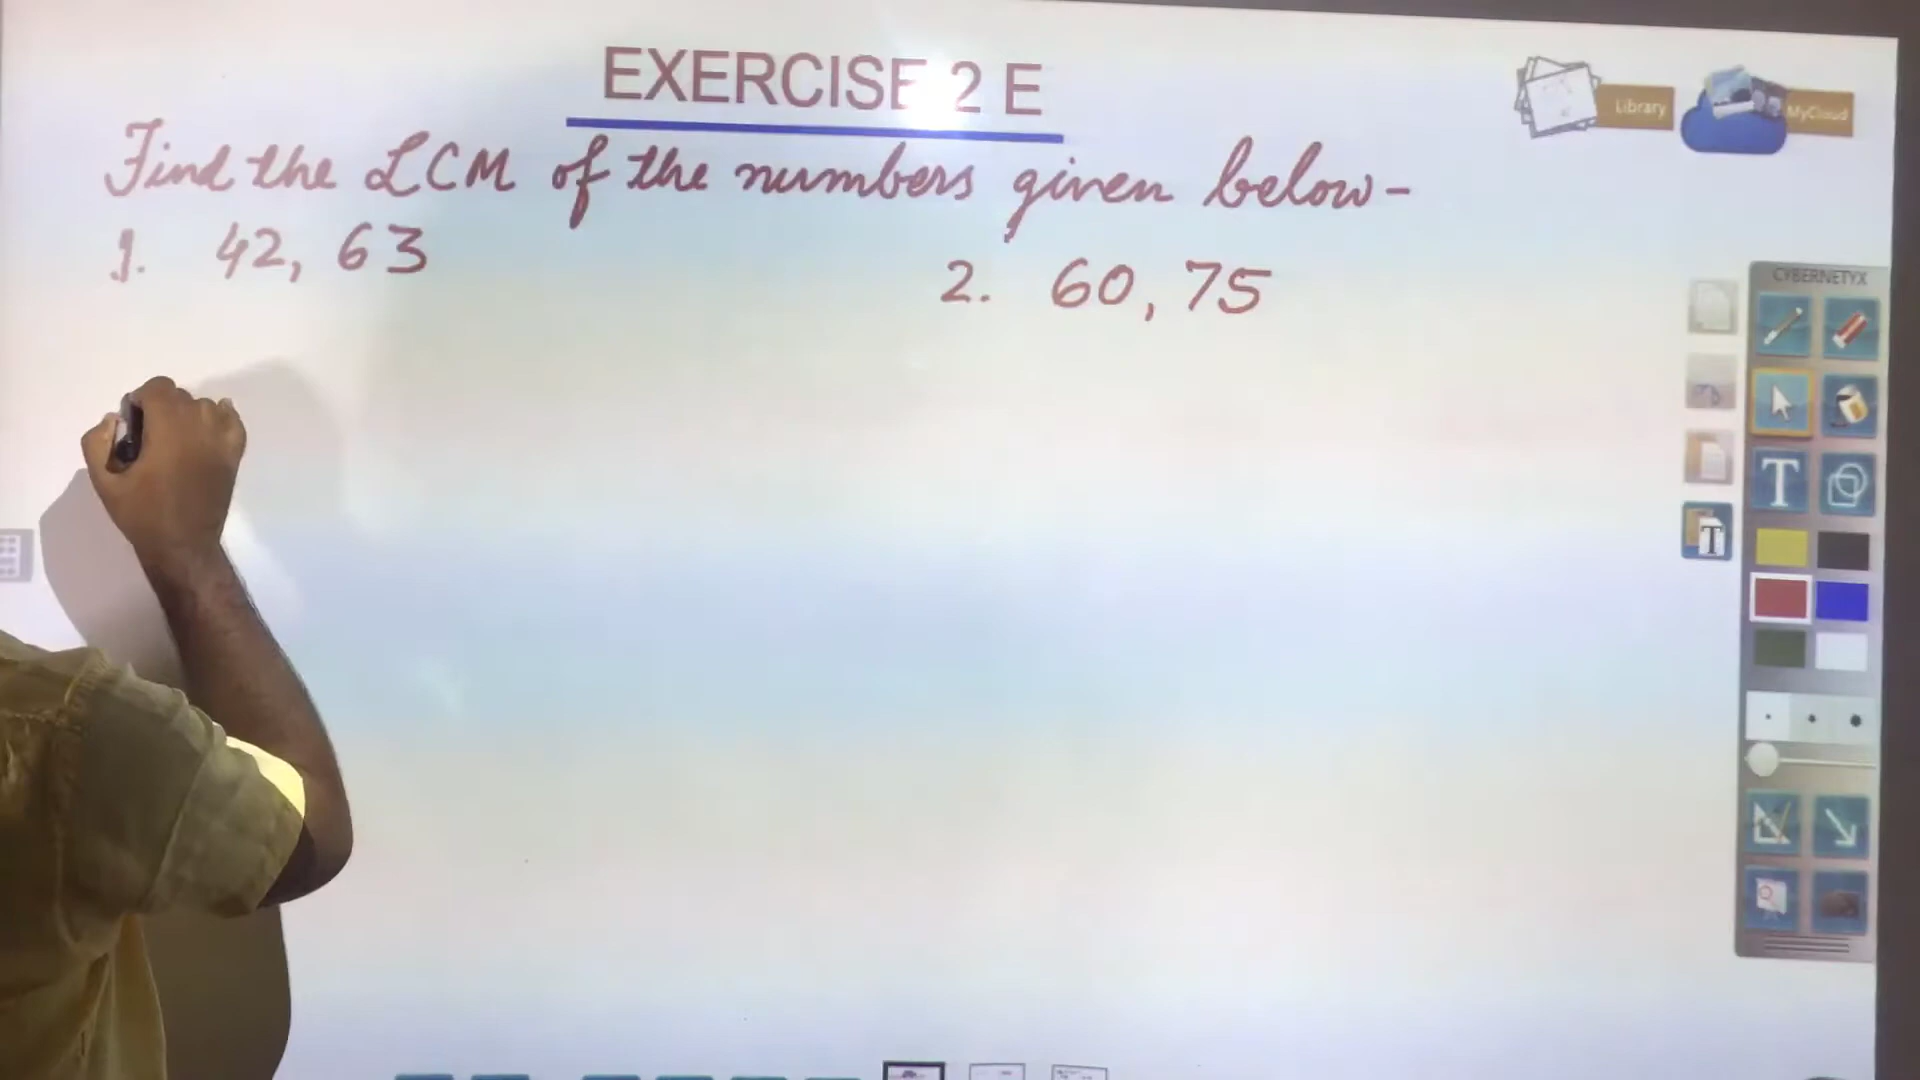 EXERCISE 2 E
Find the LCM of the numbers given below-
1. 42, 63
2. 60, 75
Library
MyCloud
CYBERNETYX
T
T